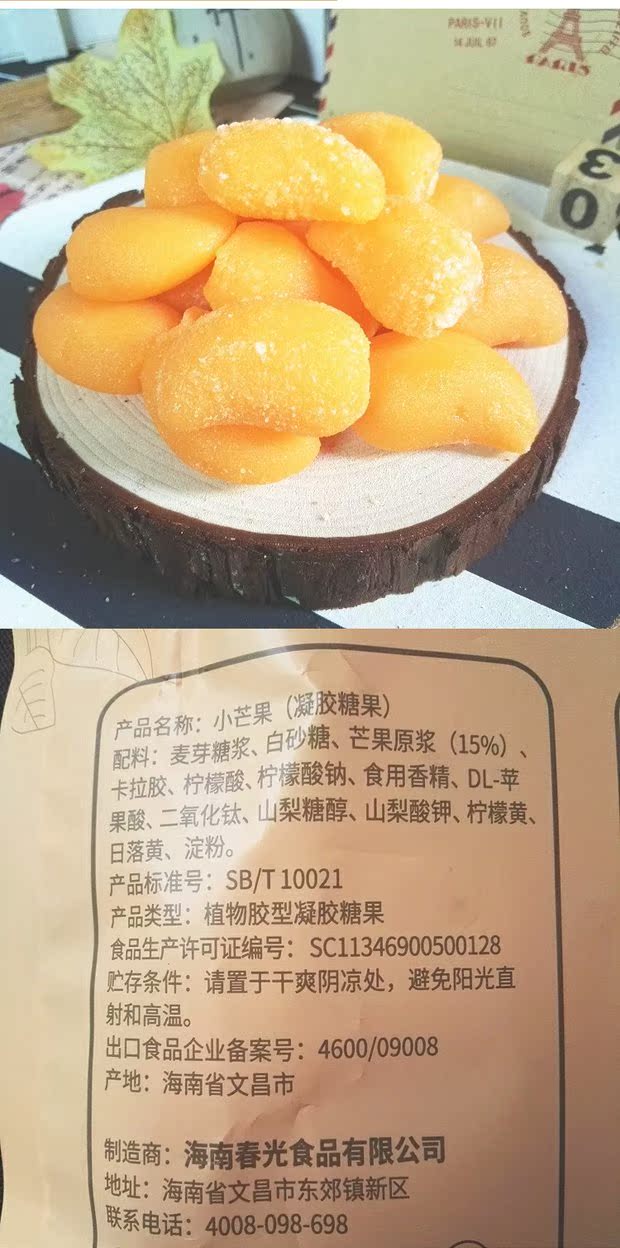 PARIS-VII
14 JUIL 67
PARIS
3
0
产品名称：小芒果（凝胶糖果）
配料：麦芽糖浆、白砂糖、芒果原浆（15%）、
卡拉胶、柠檬酸、柠檬酸钠、食用香精、DL-苹
果酸、二氧化钛、山梨糖醇、山梨酸钾、柠檬黄、
日落黄、淀粉。
产品标准号：SB/T 10021
产品类型：植物胶型凝胶糖果
食品生产许可证编号：SC11346900500128
贮存条件：请置于干爽阴凉处，避免阳光直
射和高温。
出口食品企业备案号：4600/09008
产地：海南省文昌市
制造商：海南春光食品有限公司
地址：海南省文昌市东郊镇新区
联系电话：4008-098-698